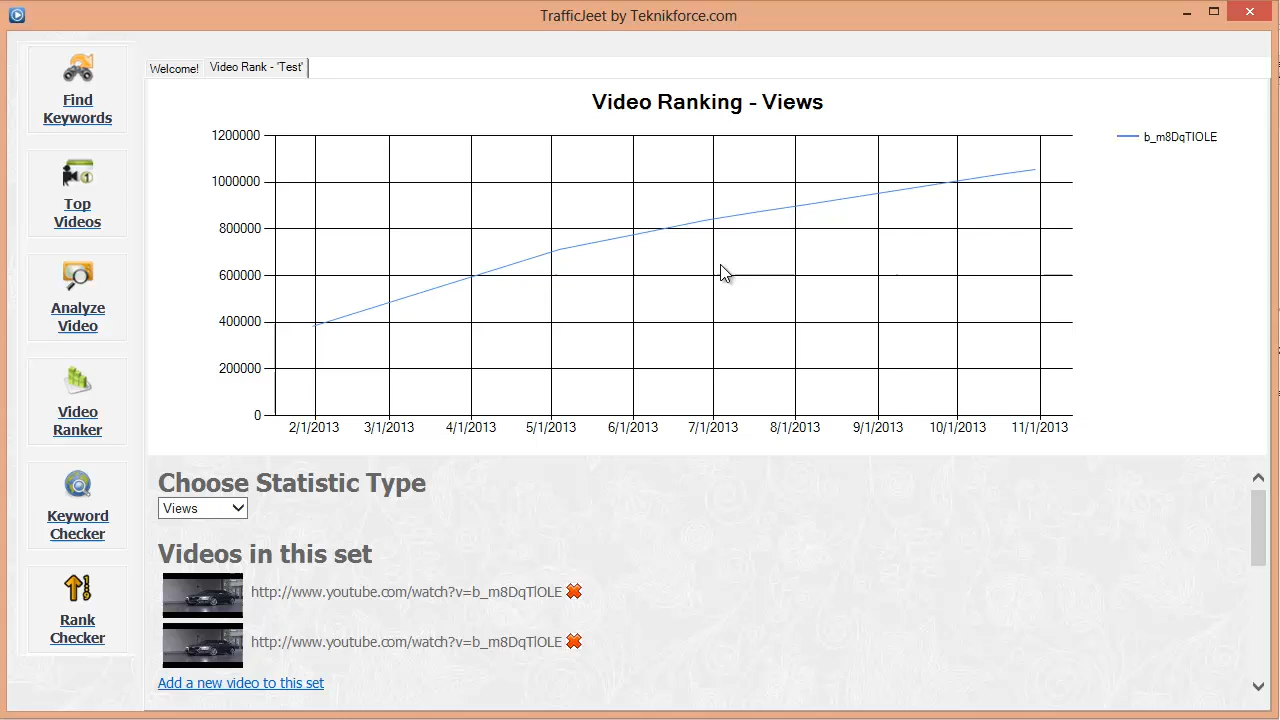 TrafficJeet by Teknikforce.com
Find
Keywords
Top
Videos
Analyze
Video
Video
Ranker
Keyword
Checker
Rank
Checker
Welcome!
Video Rank - 'Test'
Video Ranking - Views
1200000
1000000
800000
600000
400000
200000
0
2/1/2013
3/1/2013
4/1/2013
5/1/2013
6/1/2013
7/1/2013
8/1/2013
9/1/2013
10/1/2013
11/1/2013
b_m8DqTlOLE
Choose Statistic Type
Views
Videos in this set
http://www.youtube.com/watch?v=b_m8DqTlOLE
http://www.youtube.com/watch?v=b_m8DqTlOLE
Add a new video to this set